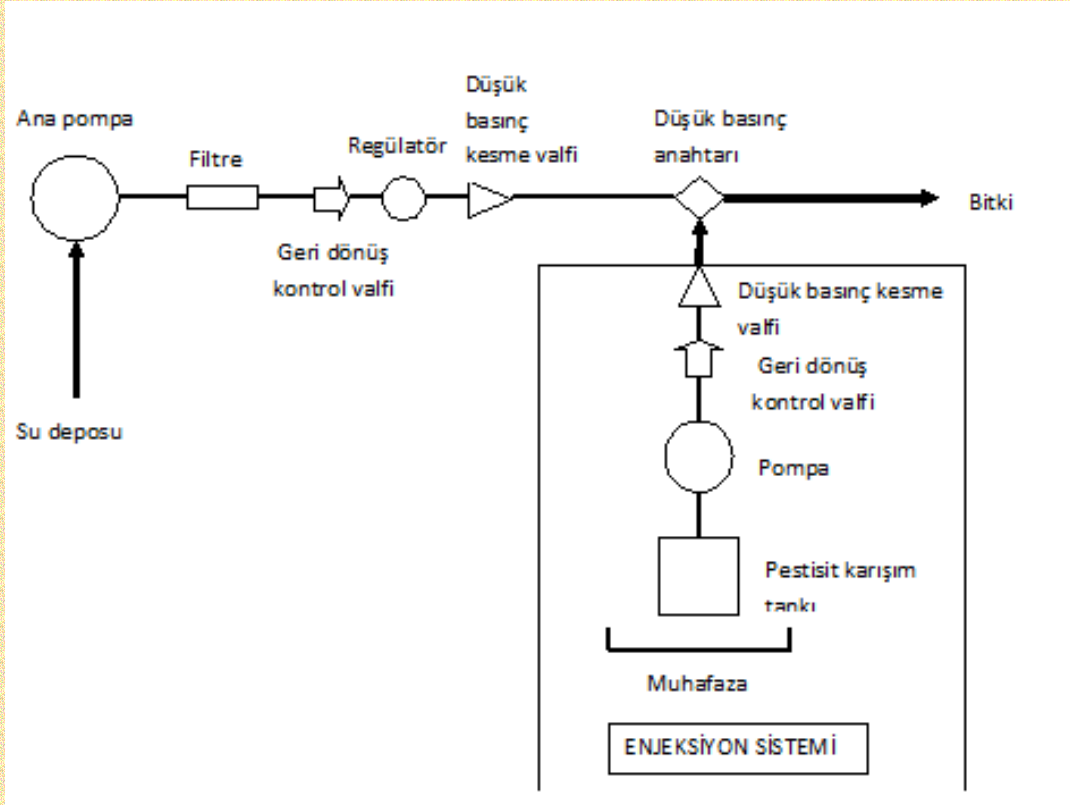 Ana pompa
Filtre
Geri dönüş
kontrol valfi
Regülatör
Düşük
basınç
kesme valfi
Düşük basınç
anahtarı
Bitki
Su deposu
Düşük basınç kesme
valfi
Geri dönüş
kontrol valfi
Pompa
Pestisit karışım
tankı
Muhafaza
ENJEKSİYON SİSTEMİ